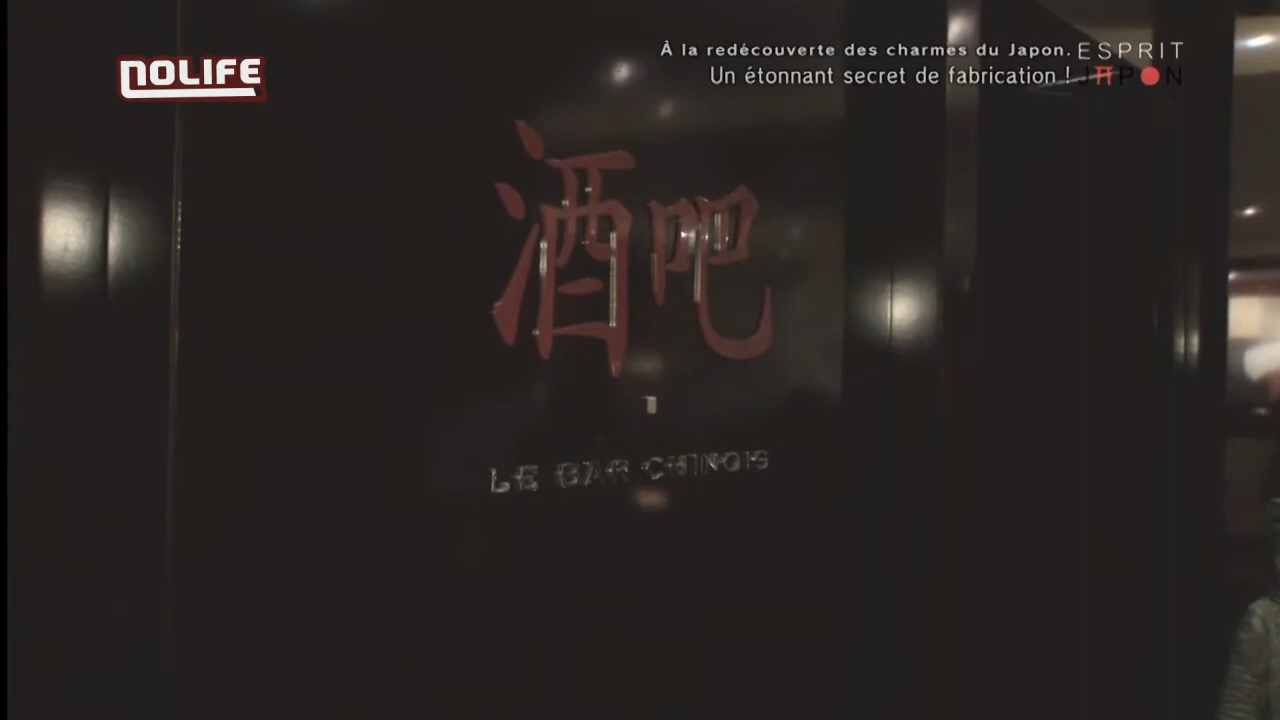 NOLIFE
À la redécouverte des charmes du Japon.
Un étonnant secret de fabrication !
ESPRIT
JAPON
酒吧
LE BAR CHINOIS